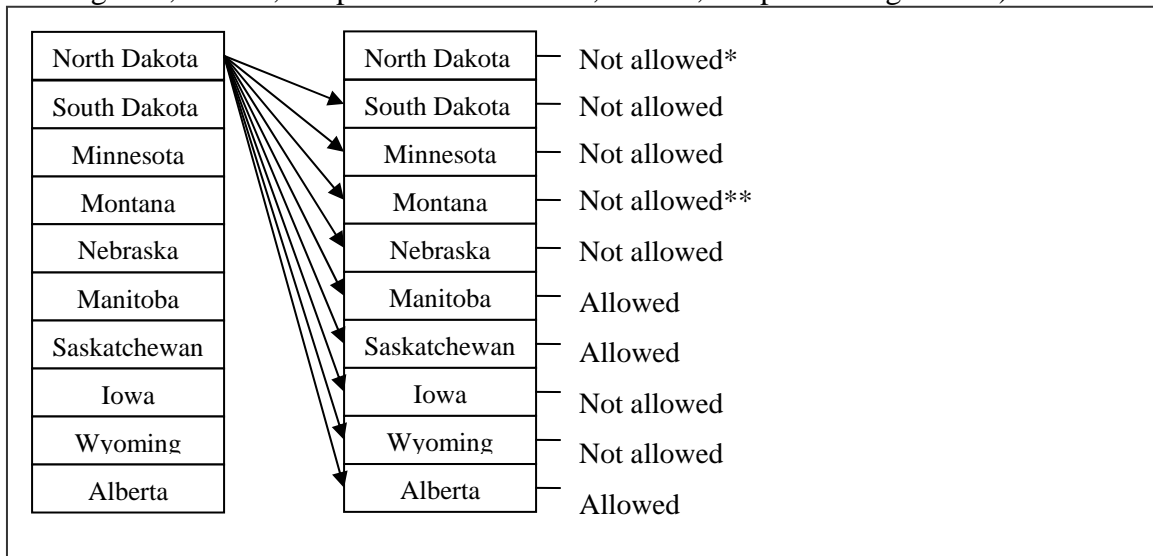 North Dakota North Dakota Not allowed*
South Dakota South Dakota Not allowed
Minnesota Minnesota Not allowed
Montana Montana Not allowed**
Nebraska Nebraska Not allowed
Manitoba Manitoba Allowed
Saskatchewan Saskatchewan Allowed
Iowa Iowa Not allowed
Wyoming Wyoming Not allowed
Alberta Alberta Allowed